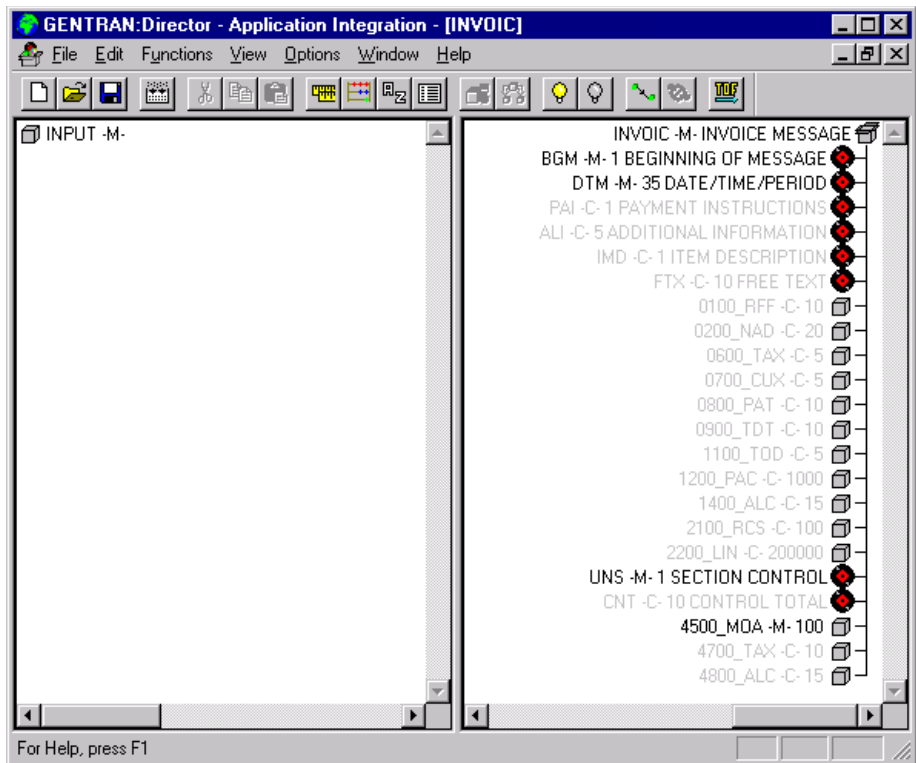 GENTRAN:Director - Application Integration - [INVOIC]
File Edit Functions View Options Window Help
A Z TOF
INPUT -M-
INVOIC -M- INVOICE MESSAGE
BGM -M- 1 BEGINNING OF MESSAGE
DTM -M- 35 DATE/TIME/PERIOD
PAI -C- 1 PAYMENT INSTRUCTIONS
ALI -C- 5 ADDITIONAL INFORMATION
IMD -C- 1 ITEM DESCRIPTION
FTX -C- 10 FREE TEXT
0100_RFF -C- 10
0200_NAD -C- 20
0600_TAX -C- 5
0700_CUX -C- 5
0800_PAT -C- 10
0900_TDT -C- 10
1100_TOD -C- 5
1200_PAC -C- 1000
1400_ALC -C- 15
2100_RCS -C- 100
2200_LIN -C- 200000
UNS -M- 1 SECTION CONTROL
CNT -C- 10 CONTROL TOTAL
4500_MOA -M- 100
4700_TAX -C- 10
4800_ALC -C- 15
For Help, press F1